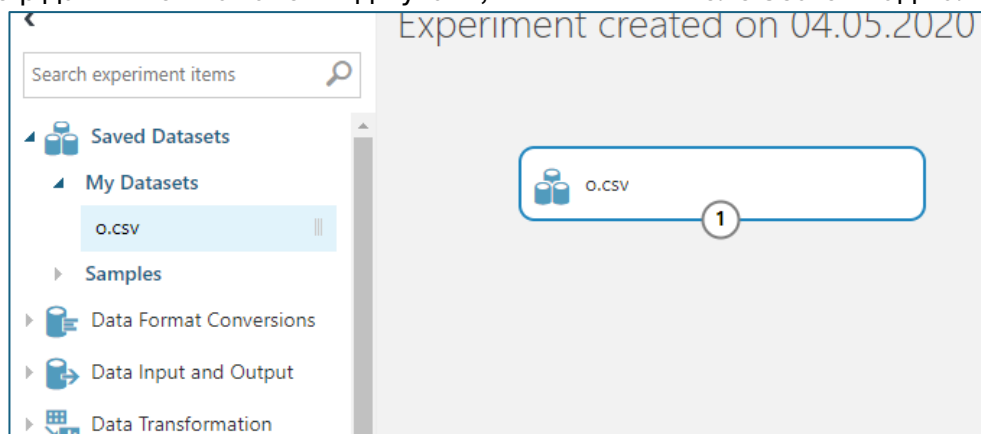 Experiment created on 04.05.2020
Search experiment items
Saved Datasets
My Datasets
o.csv
Samples
Data Format Conversions
Data Input and Output
Data Transformation
o.csv
1